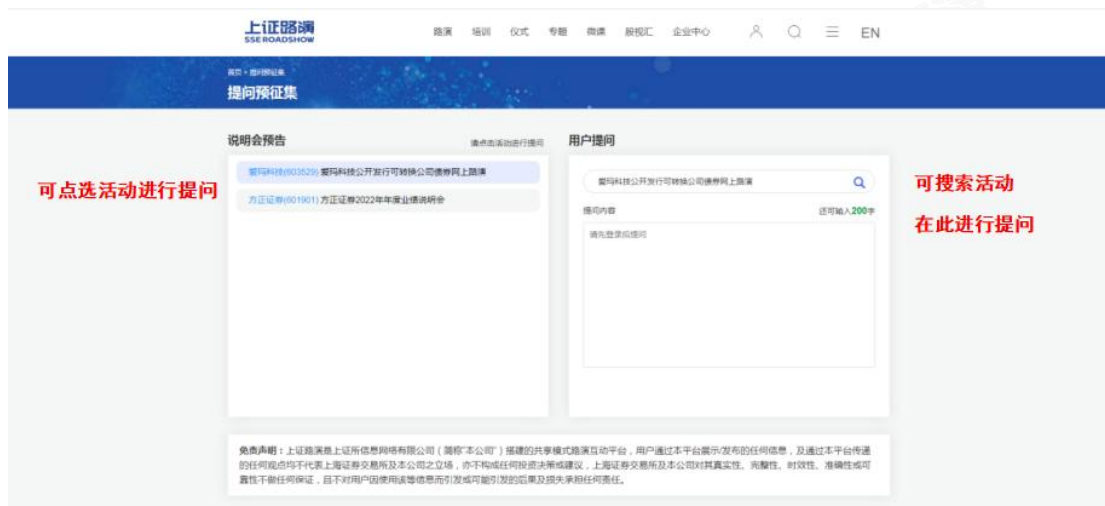 上证路演
SSE ROADSHOW
路演 培训 仪式 专题 微课 股视汇 企业中心 EN
首页 > 提问预征集
提问预征集
说明会预告 请点击活动进行提问
用户提问
爱玛科技(603529) 爱玛科技公开发行可转换公司债券网上路演
方正证券(601901) 方正证券2022年年度业绩说明会
可点选活动进行提问
爱玛科技公开发行可转换公司债券网上路演
提问内容 还可输入200字
请先登录后提问
可搜索活动
在此进行提问
免责声明：上证路演是上证所信息网络有限公司（简称“本公司”）搭建的共享模式路演互动平台，用户通过本平台展示/发布的任何信息，及通过本平台传递
的任何观点均不代表上海证券交易所及本公司之立场，亦不构成任何投资决策或建议，上海证券交易所及本公司对其真实性、完整性、时效性、准确性或可
靠性不做任何保证，且不对用户因使用该等信息而引发或可能引发的后果及损失承担任何责任。